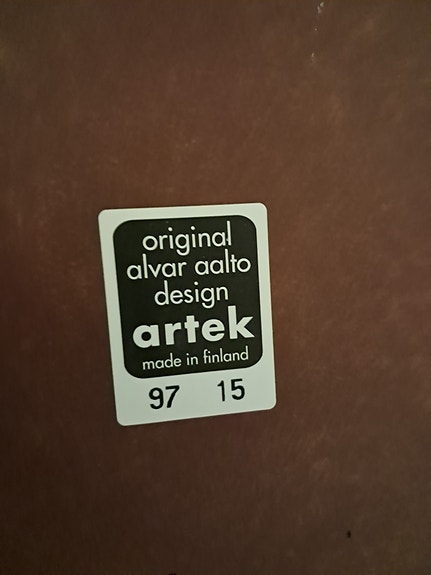 original
alvar aalto
design
artek
made in finland
97 15